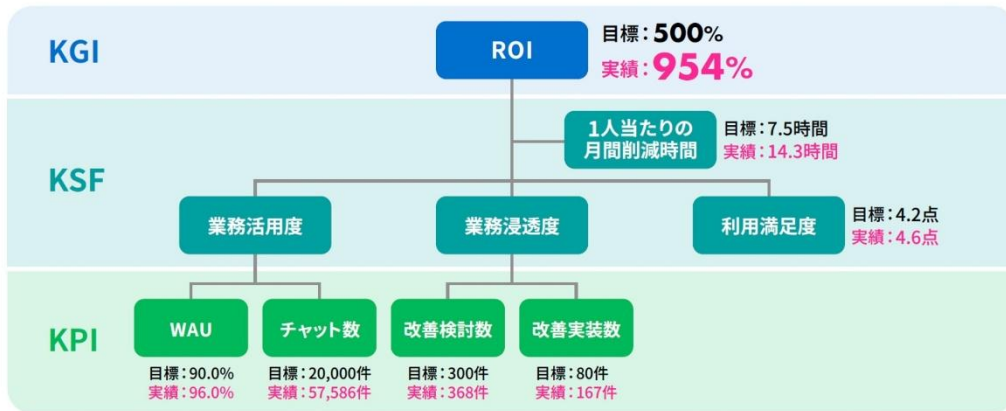 KGI
ROI
目標：500%
実績：954%
KSF
1人当たりの
月間削減時間
目標：7.5時間
実績：14.3時間
業務活用度
業務浸透度
利用満足度
目標：4.2点
実績：4.6点
KPI
WAU
チャット数
改善検討数
改善実装数
目標：90.0%
実績：96.0%
目標：20,000件
実績：57,586件
目標：300件
実績：368件
目標：80件
実績：167件